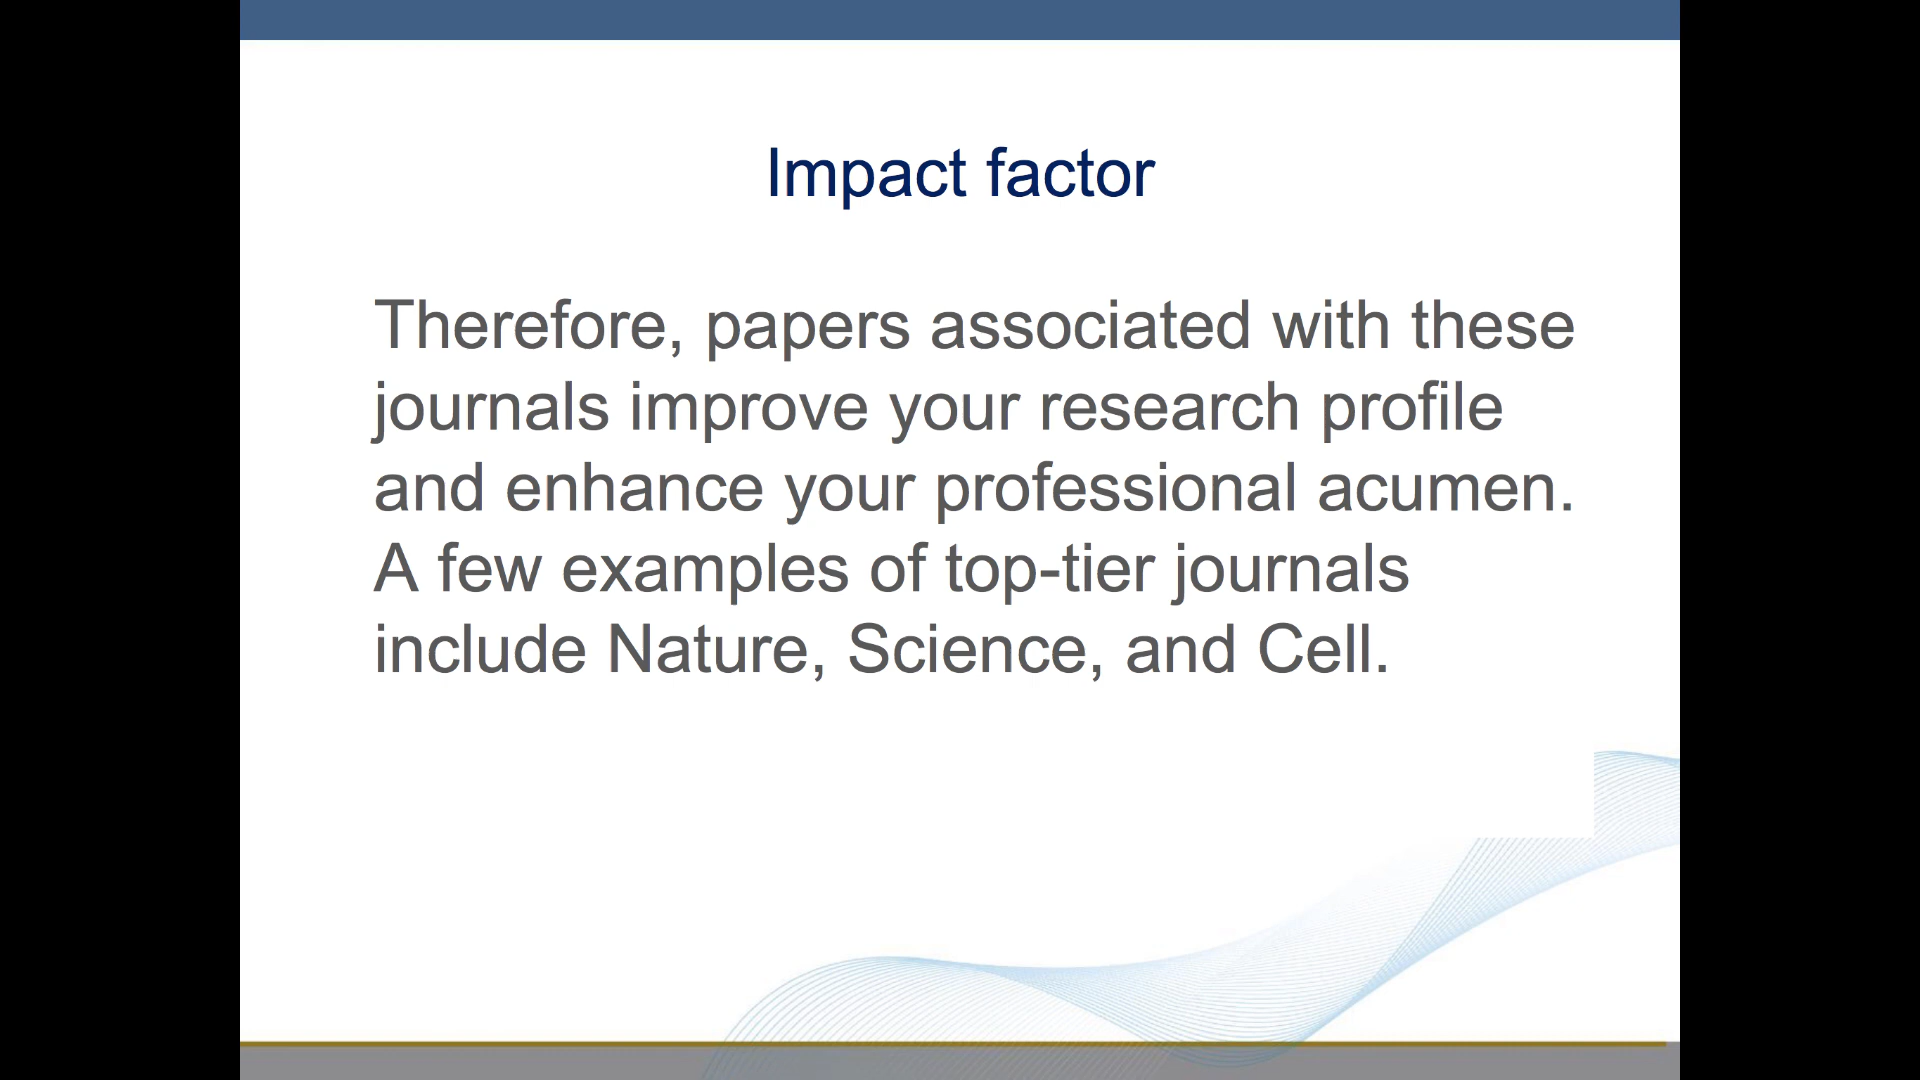 Impact factor
Therefore, papers associated with these
journals improve your research profile
and enhance your professional acumen.
A few examples of top-tier journals
include Nature, Science, and Cell.